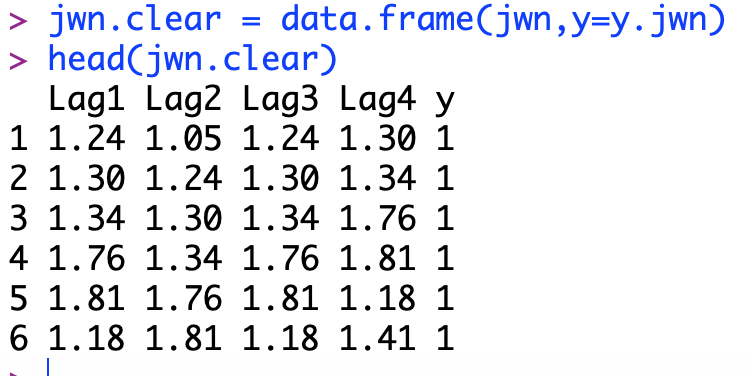 > jwn.clear = data.frame(jwn,y=y.jwn)
> head(jwn.clear)
  Lag1 Lag2 Lag3 Lag4 y
1 1.24 1.05 1.24 1.30 1
2 1.30 1.24 1.30 1.34 1
3 1.34 1.30 1.34 1.76 1
4 1.76 1.34 1.76 1.81 1
5 1.81 1.76 1.81 1.18 1
6 1.18 1.81 1.18 1.41 1
>